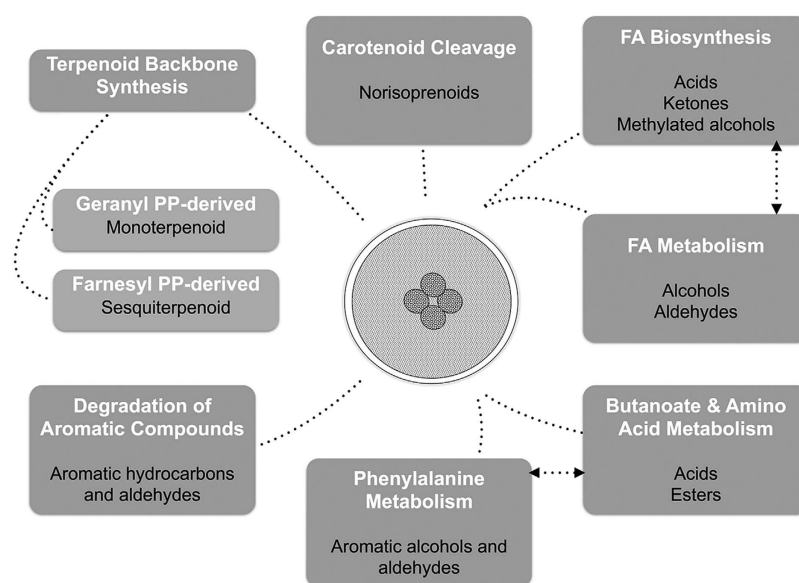 Terpenoid Backbone
Synthesis
Carotenoid Cleavage
Norisoprenoids
FA Biosynthesis
Acids
Ketones
Methylated alcohols
Geranyl PP-derived
Monoterpenoid
Farnesyl PP-derived
Sesquiterpenoid
FA Metabolism
Alcohols
Aldehydes
Degradation of
Aromatic Compounds
Aromatic hydrocarbons
and aldehydes
Phenylalanine
Metabolism
Aromatic alcohols and
aldehydes
Butanoate & Amino
Acid Metabolism
Acids
Esters